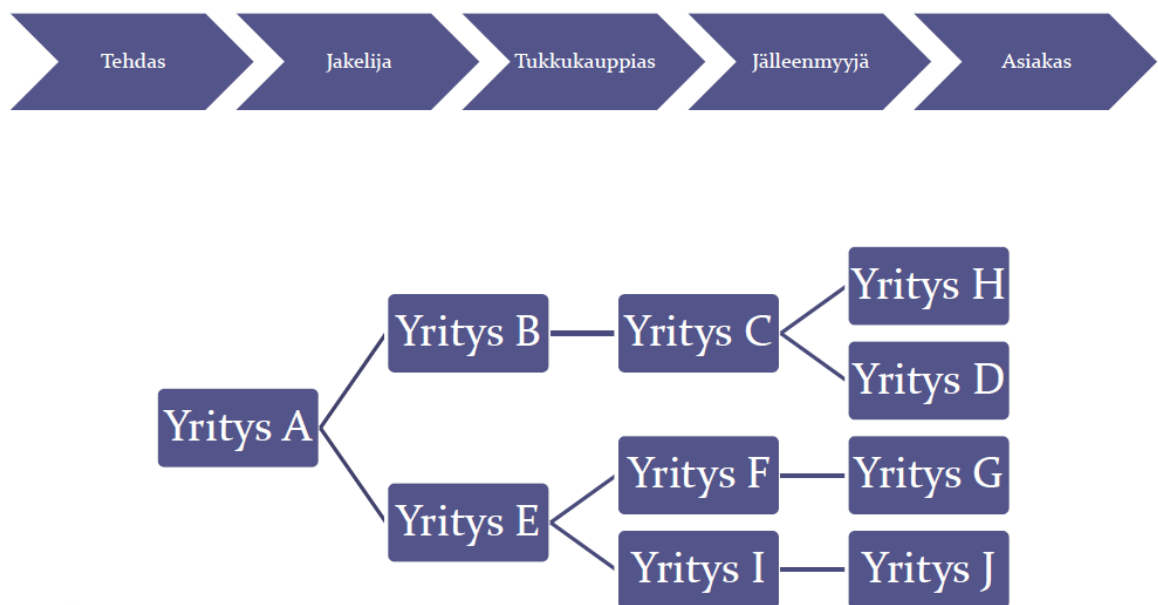 Tehdas
Jakelija
Tukkukauppias
Jälleenmyyjä
Asiakas
Yritys A
Yritys B
Yritys C
Yritys H
Yritys D
Yritys E
Yritys F
Yritys G
Yritys I
Yritys J